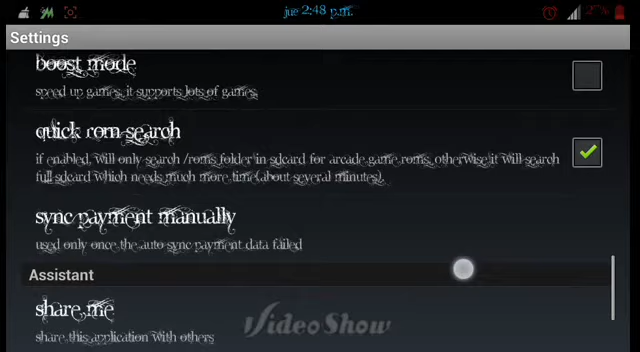 jue 2:48 p.m.
Settings
boost mode
speed up games, it supports lots of games,
quick rom search
if enabled, will only search /roms folder in sdcard for arcade game roms, otherwise it will search
full sdcard which needs much more time(about several minutes).
sync payment manually
used only once the auto sync payment data failed
Assistant
share me
share this application with others
VideoShow